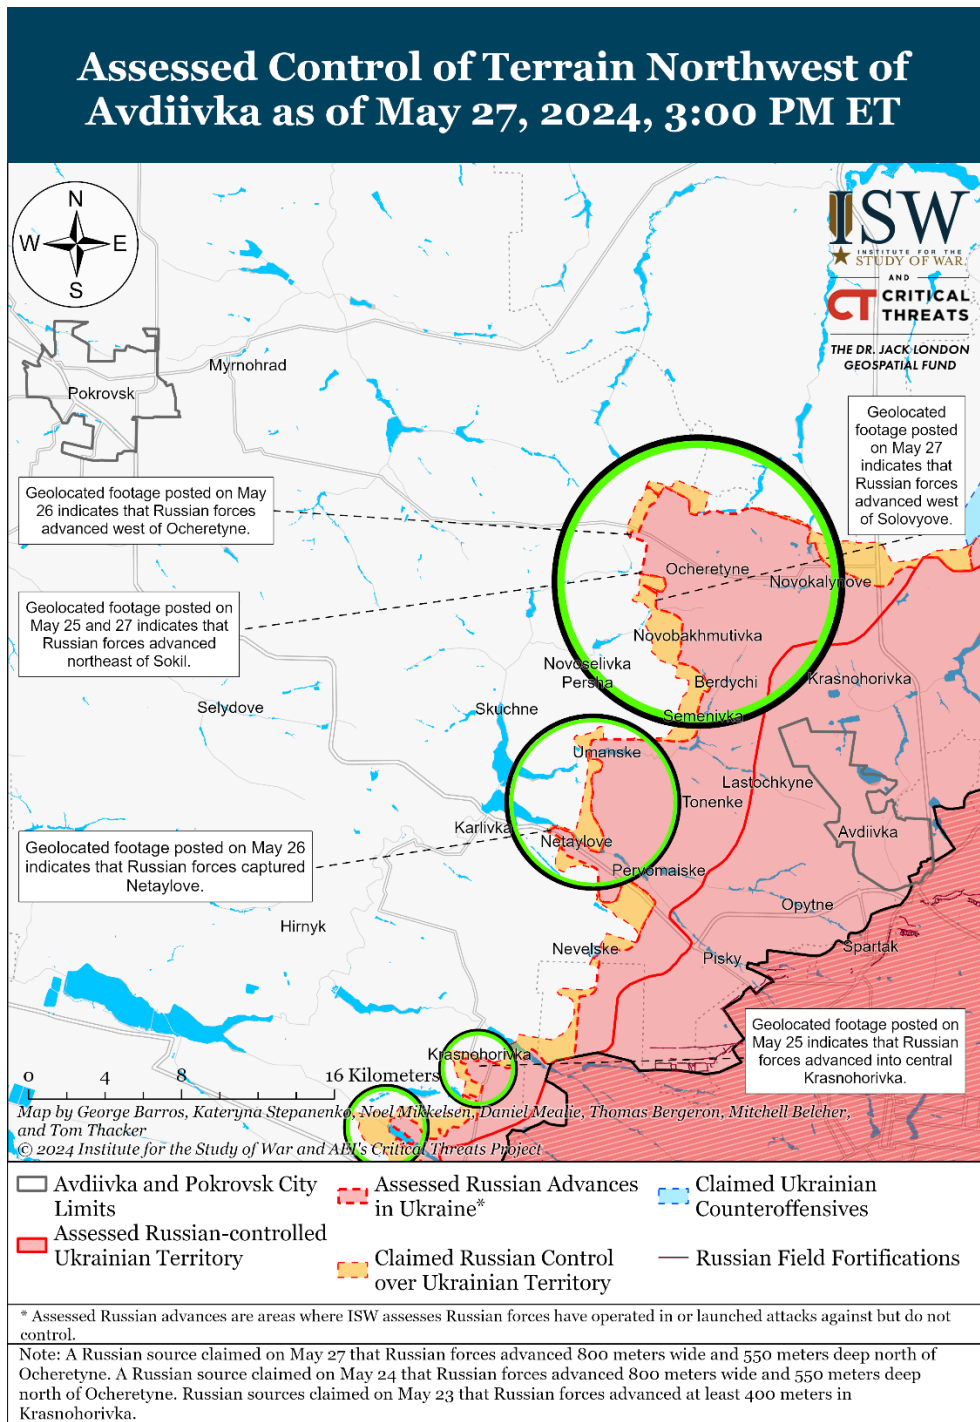 Assessed Control of Terrain Northwest of
Avdiivka as of May 27, 2024, 3:00 PM ET
N
W E
S
ISW
INSTITUTE FOR THE
STUDY OF WAR.
AND
CT CRITICAL
THREATS
THE DR. JACK LONDON
GEOSPATIAL FUND
Myrnohrad
Pokrovsk
Geolocated
footage posted
on May 27
indicates that
Russian forces
advanced west
of Solovyove.
Geolocated footage posted on May
26 indicates that Russian forces
advanced west of Ocheretyne.
Ocheretyne
Novokalynove
Geolocated footage posted on
May 25 and 27 indicates that
Russian forces advanced
northeast of Sokil.
Novobakhmutivka
Novoselivka
Persha
Berdychi
Krasnohorivka
Selydove
Skuchne
Semenivka
Umanske
Lastochkyne
Tonenke
Karlivka
Netaylove
Avdiivka
Geolocated footage posted on May 26
indicates that Russian forces captured
Netaylove.
Pervomaiske
Opytne
Hirnyk
Nevelske
Pisky
Spartak
Geolocated footage posted on
May 25 indicates that Russian
forces advanced into central
Krasnohorivka.
Krasnohorivka
0 4 8 16 Kilometers
Map by George Barros, Kateryna Stepanenko, Noel Mikkelsen, Daniel Mealie, Thomas Bergeron, Mitchell Belcher,
and Tom Thacker
© 2024 Institute for the Study of War and AEI's Critical Threats Project
Avdiivka and Pokrovsk City
Limits
Assessed Russian-controlled
Ukrainian Territory
Assessed Russian Advances
in Ukraine*
Claimed Russian Control
over Ukrainian Territory
Claimed Ukrainian
Counteroffensives
Russian Field Fortifications
* Assessed Russian advances are areas where ISW assesses Russian forces have operated in or launched attacks against but do not
control.
Note: A Russian source claimed on May 27 that Russian forces advanced 800 meters wide and 550 meters deep north of
Ocheretyne. A Russian source claimed on May 24 that Russian forces advanced 800 meters wide and 550 meters deep
north of Ocheretyne. Russian sources claimed on May 23 that Russian forces advanced at least 400 meters in
Krasnohorivka.